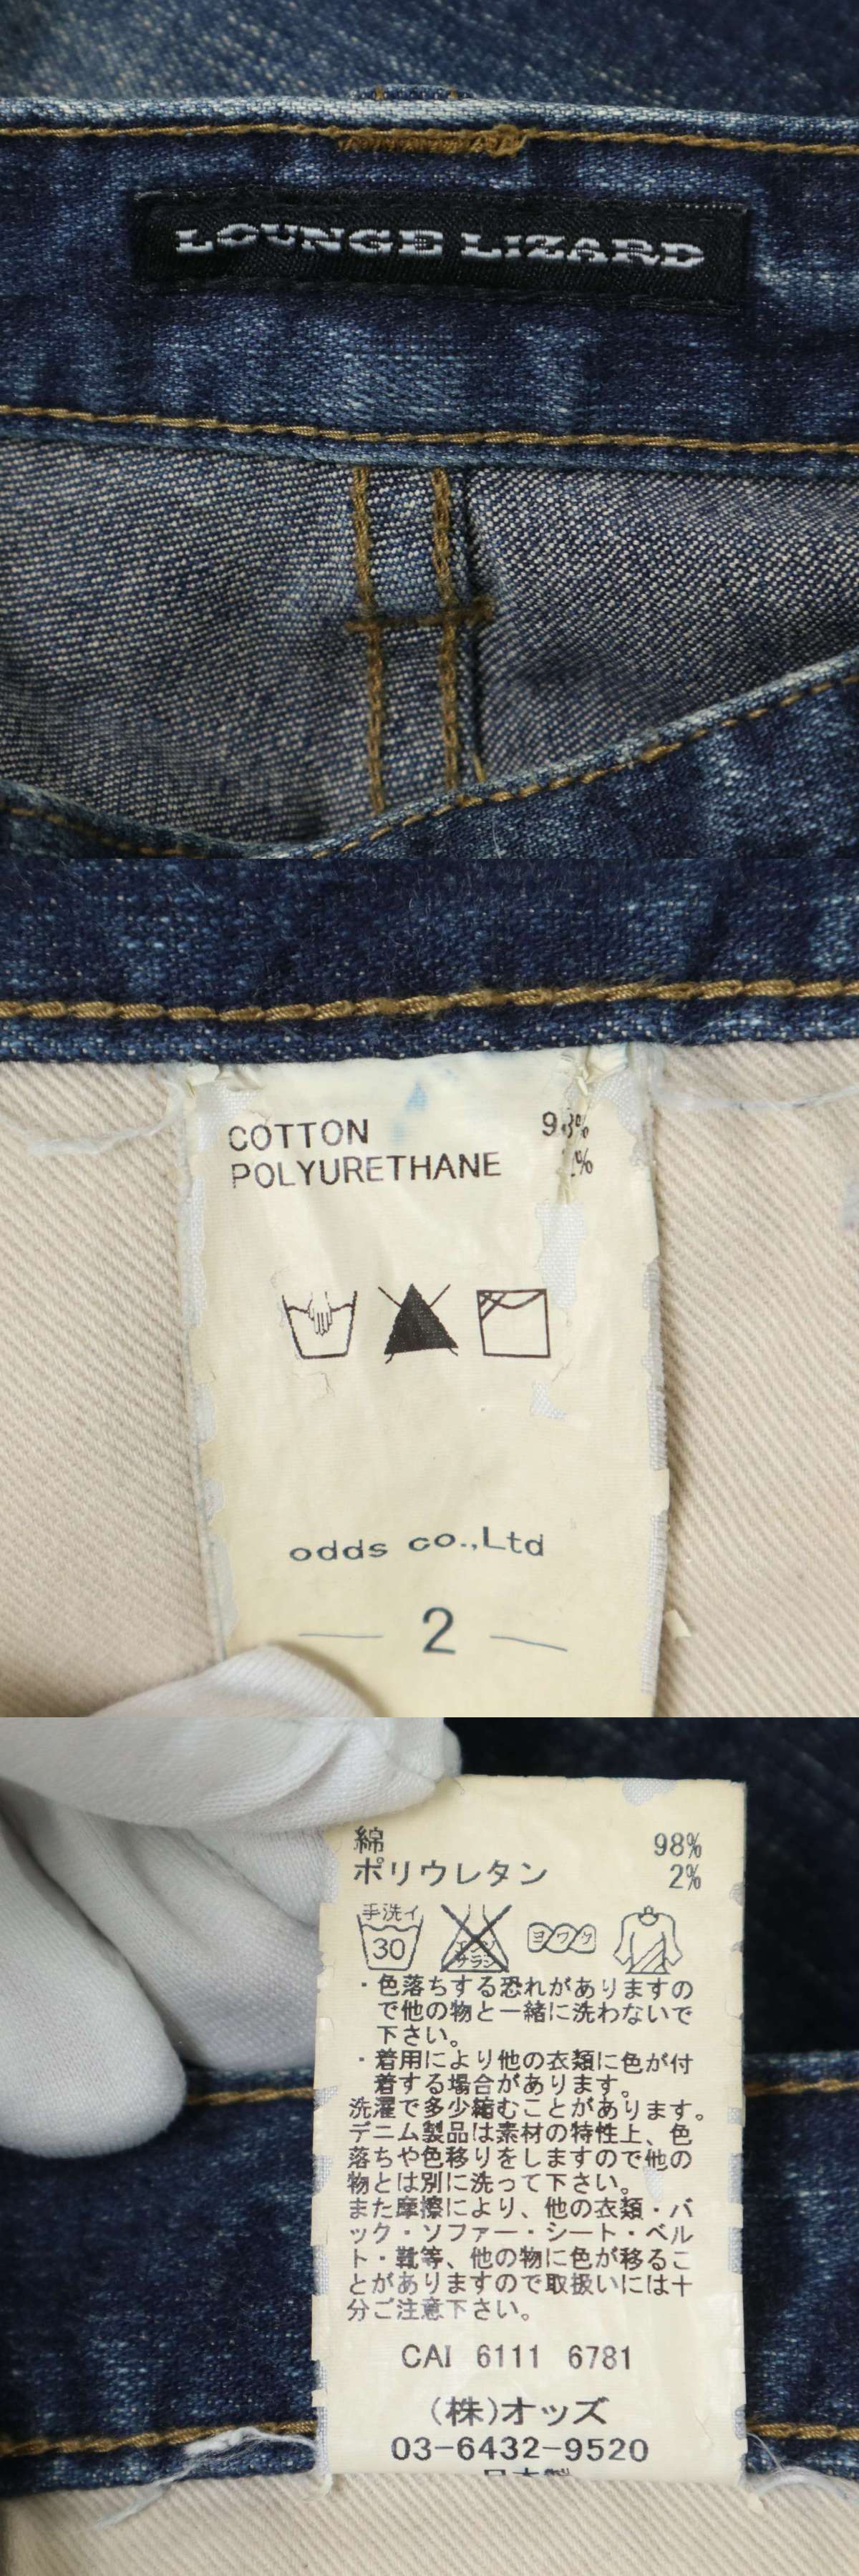 LOUNGE LIZARD
COTTON 98%
POLYURETHANE %
odds co.,Ltd
— 2 —
綿 98%
ポリウレタン 2%
手洗イ
30
エンソ
サラシ
ヨワク
・色落ちする恐れがありますの
で他の物と一緒に洗わないで
下さい。
・着用により他の衣類に色が付
着する場合があります。
洗濯で多少縮むことがあります。
デニム製品は素材の特性上、色
落ちや色移りをしますので他の
物とは別に洗って下さい。
また摩擦により、他の衣類・バ
ック・ソファー・シート・ベル
ト・靴等、他の物に色が移るこ
とがありますので取扱いには十
分ご注意下さい。
CAI 6111 6781
(株)オッズ
03-6432-9520
日本製